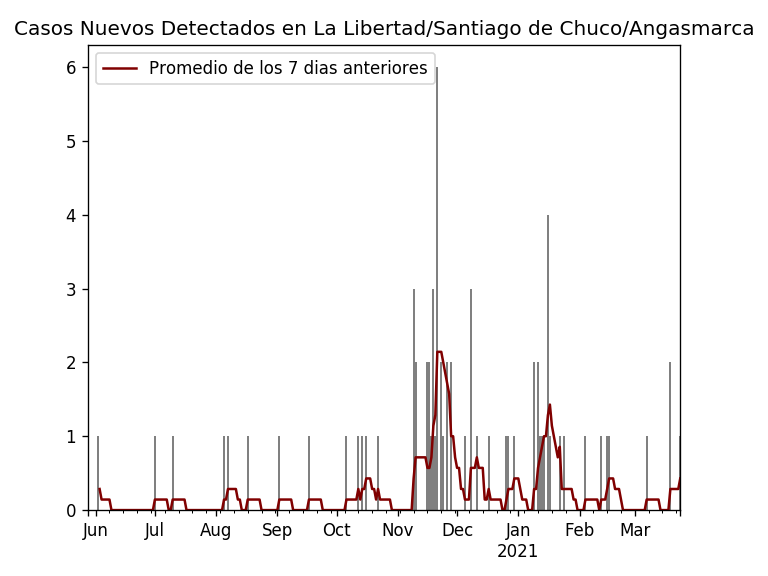 Casos Nuevos Detectados en La Libertad/Santiago de Chuco/Angasmarca
Promedio de los 7 dias anteriores
6
5
4
3
2
1
0
Jun Jul Aug Sep Oct Nov Dec Jan Feb Mar
2021